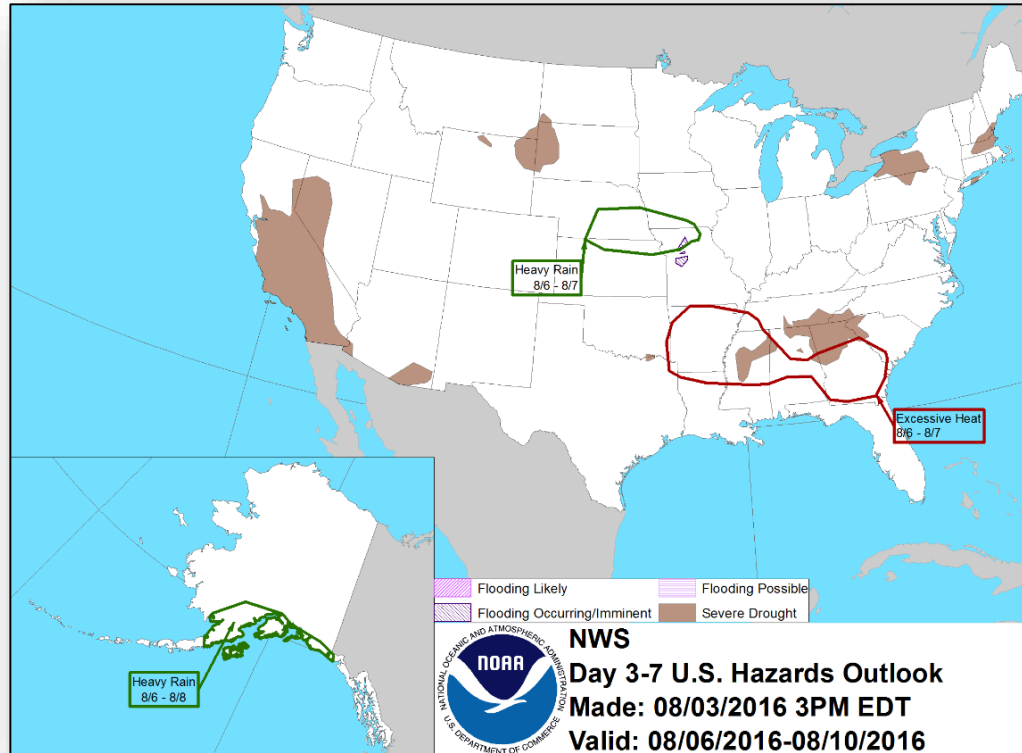 Heavy Rain
8/6 - 8/7
Excessive Heat
8/6 - 8/7
Heavy Rain
8/6 - 8/8
Flooding Likely
Flooding Possible
Flooding Occurring/Imminent
Severe Drought
NATIONAL OCEANIC AND ATMOSPHERIC ADMINISTRATION
NOAA
U.S. DEPARTMENT OF COMMERCE
NWS
Day 3-7 U.S. Hazards Outlook
Made: 08/03/2016 3PM EDT
Valid: 08/06/2016-08/10/2016